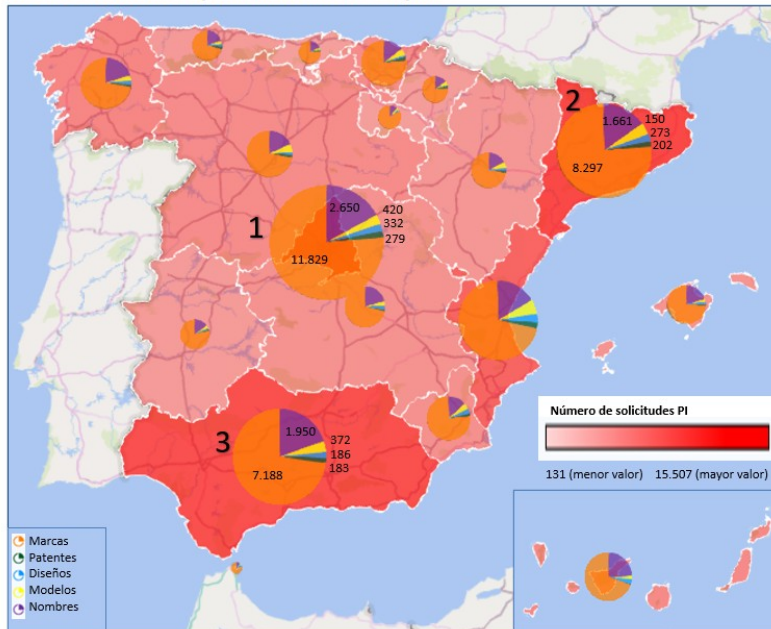 2
1.661
150
273
202
8.297
1
2.650
420
332
279
11.829
3
1.950
372
186
183
7.188
Número de solicitudes PI
131 (menor valor) 15.507 (mayor valor)
Marcas
Patentes
Diseños
Modelos
Nombres